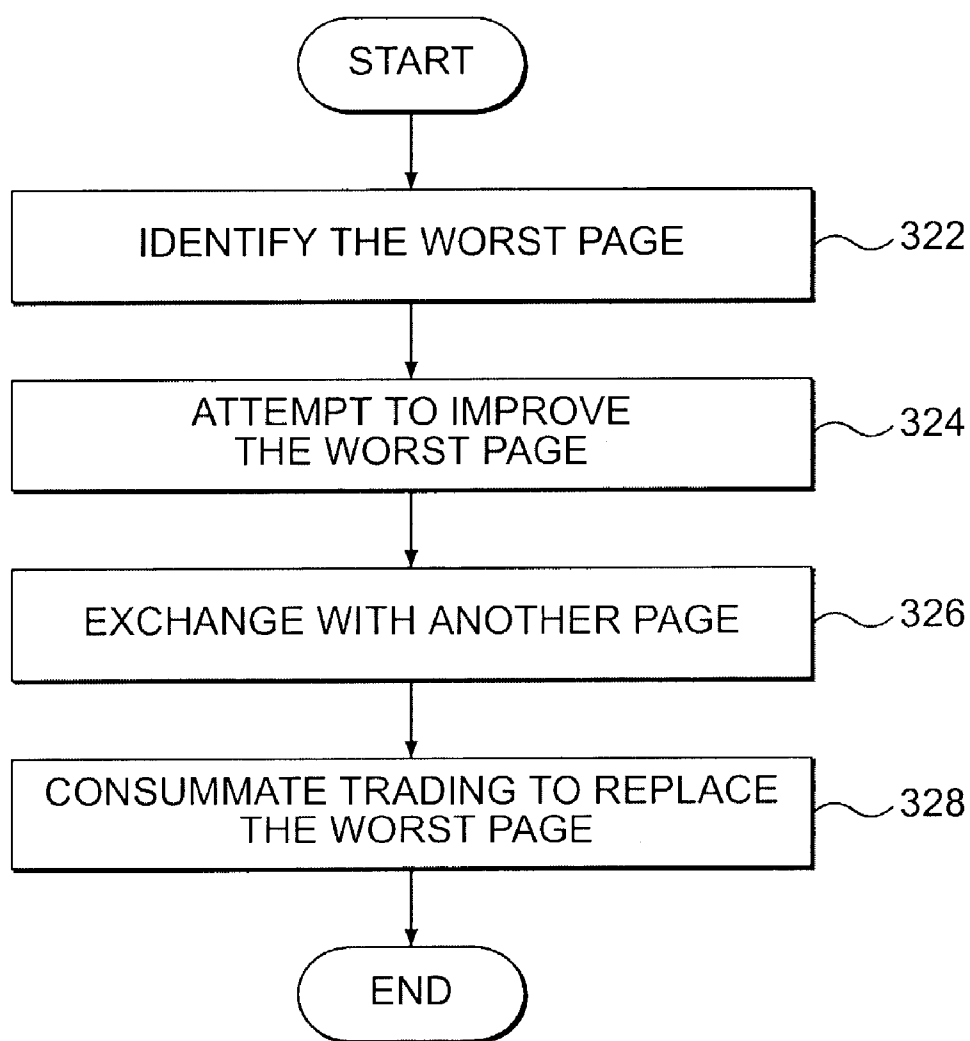 START
IDENTIFY THE WORST PAGE
322
ATTEMPT TO IMPROVE
THE WORST PAGE
324
EXCHANGE WITH ANOTHER PAGE
326
CONSUMMATE TRADING TO REPLACE
THE WORST PAGE
328
END